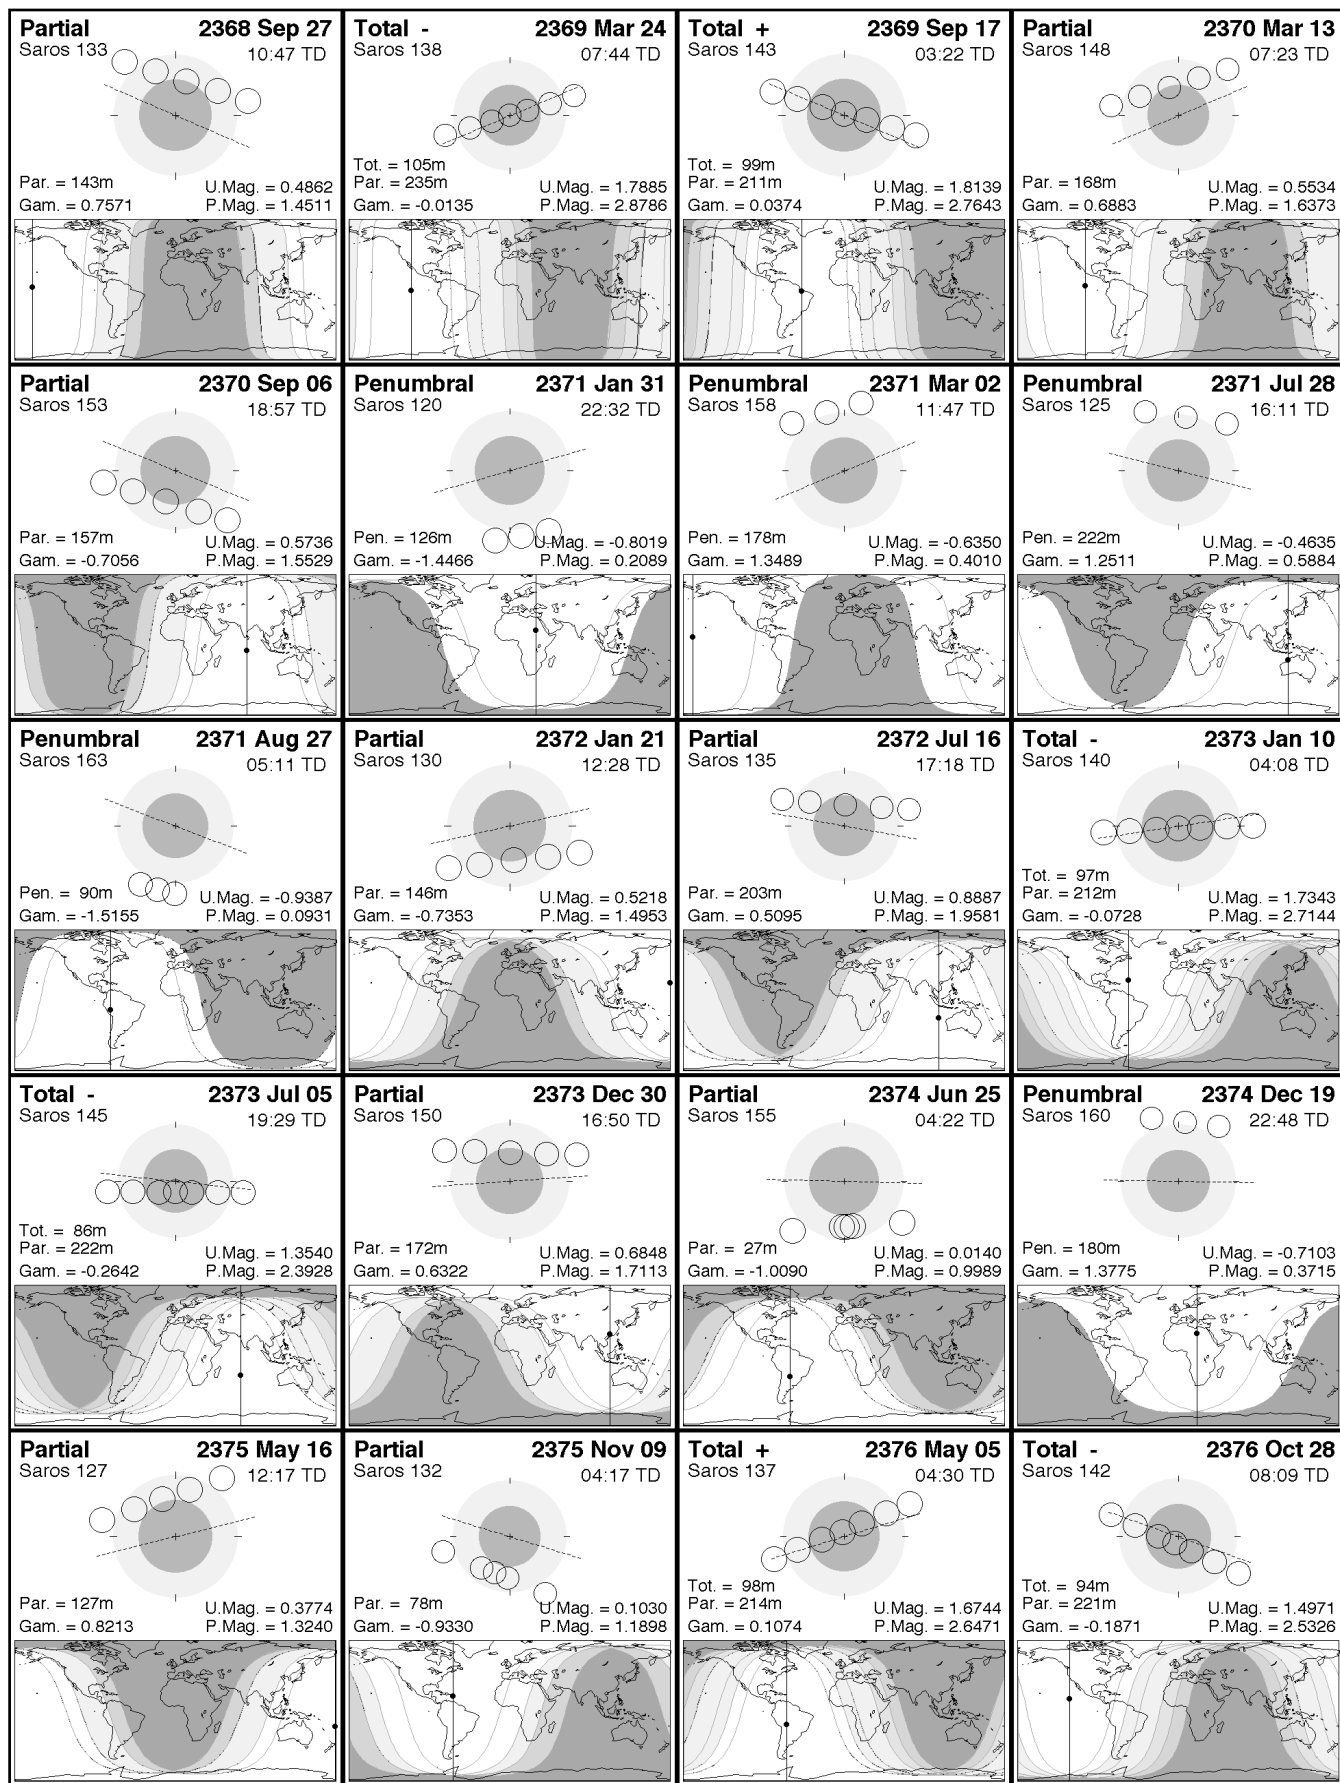 Partial 2368 Sep 27
Saros 133 10:47 TD
Par. = 143m U.Mag. = 0.4862
Gam. = 0.7571 P.Mag. = 1.4511
Total - 2369 Mar 24
Saros 138 07:44 TD
Tot. = 105m
Par. = 235m U.Mag. = 1.7885
Gam. = -0.0135 P.Mag. = 2.8786
Total + 2369 Sep 17
Saros 143 03:22 TD
Tot. = 99m
Par. = 211m U.Mag. = 1.8139
Gam. = 0.0374 P.Mag. = 2.7643
Partial 2370 Mar 13
Saros 148 07:23 TD
Par. = 168m U.Mag. = 0.5534
Gam. = 0.6883 P.Mag. = 1.6373
Partial 2370 Sep 06
Saros 153 18:57 TD
Par. = 157m U.Mag. = 0.5736
Gam. = -0.7056 P.Mag. = 1.5529
Penumbral 2371 Jan 31
Saros 120 22:32 TD
Pen. = 126m U.Mag. = -0.8019
Gam. = -1.4466 P.Mag. = 0.2089
Penumbral 2371 Mar 02
Saros 158 11:47 TD
Pen. = 178m U.Mag. = -0.6350
Gam. = 1.3489 P.Mag. = 0.4010
Penumbral 2371 Jul 28
Saros 125 16:11 TD
Pen. = 222m U.Mag. = -0.4635
Gam. = 1.2511 P.Mag. = 0.5884
Penumbral 2371 Aug 27
Saros 163 05:11 TD
Pen. = 90m U.Mag. = -0.9387
Gam. = -1.5155 P.Mag. = 0.0931
Partial 2372 Jan 21
Saros 130 12:28 TD
Par. = 146m U.Mag. = 0.5218
Gam. = -0.7353 P.Mag. = 1.4953
Partial 2372 Jul 16
Saros 135 17:18 TD
Par. = 203m U.Mag. = 0.8887
Gam. = 0.5095 P.Mag. = 1.9581
Total - 2373 Jan 10
Saros 140 04:08 TD
Tot. = 97m
Par. = 212m U.Mag. = 1.7343
Gam. = -0.0728 P.Mag. = 2.7144
Total - 2373 Jul 05
Saros 145 19:29 TD
Tot. = 86m
Par. = 222m U.Mag. = 1.3540
Gam. = -0.2642 P.Mag. = 2.3928
Partial 2373 Dec 30
Saros 150 16:50 TD
Par. = 172m U.Mag. = 0.6848
Gam. = 0.6322 P.Mag. = 1.7113
Partial 2374 Jun 25
Saros 155 04:22 TD
Par. = 27m U.Mag. = 0.0140
Gam. = -1.0090 P.Mag. = 0.9989
Penumbral 2374 Dec 19
Saros 160 22:48 TD
Pen. = 180m U.Mag. = -0.7103
Gam. = 1.3775 P.Mag. = 0.3715
Partial 2375 May 16
Saros 127 12:17 TD
Par. = 127m U.Mag. = 0.3774
Gam. = 0.8213 P.Mag. = 1.3240
Partial 2375 Nov 09
Saros 132 04:17 TD
Par. = 78m U.Mag. = 0.1030
Gam. = -0.9330 P.Mag. = 1.1898
Total + 2376 May 05
Saros 137 04:30 TD
Tot. = 98m
Par. = 214m U.Mag. = 1.6744
Gam. = 0.1074 P.Mag. = 2.6471
Total - 2376 Oct 28
Saros 142 08:09 TD
Tot. = 94m
Par. = 221m U.Mag. = 1.4971
Gam. = -0.1871 P.Mag. = 2.5326